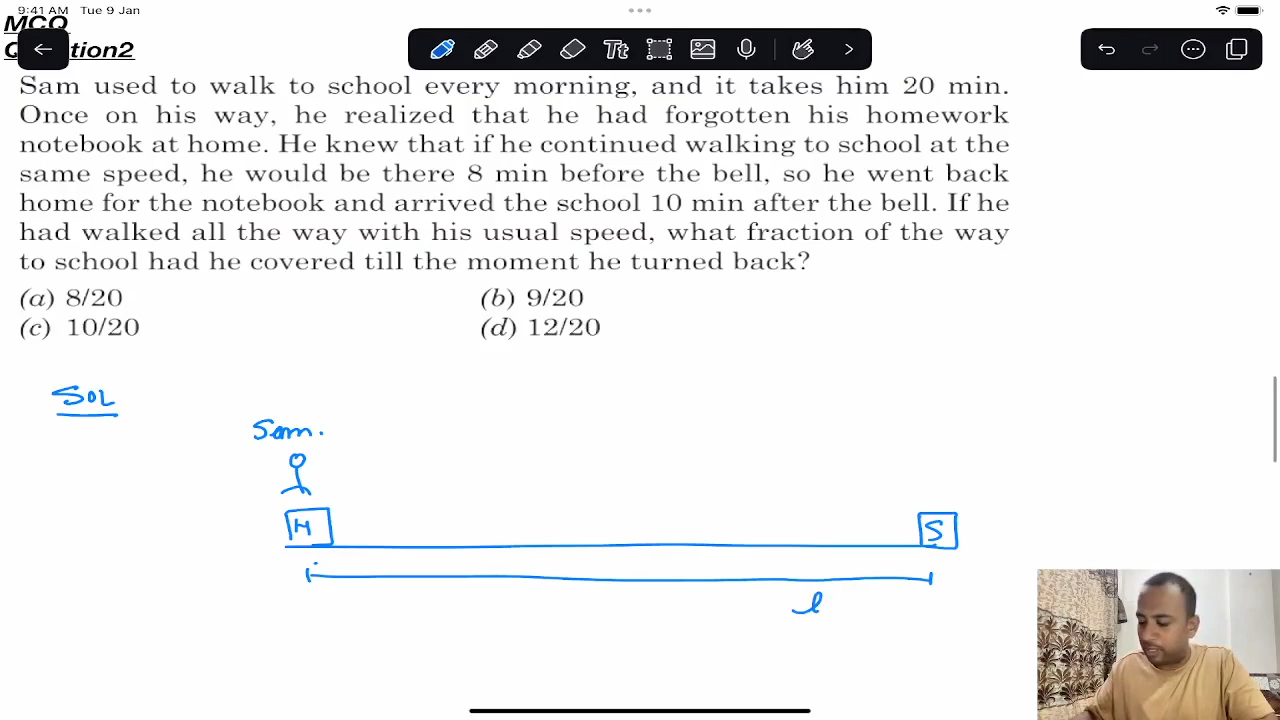 9:41 AM Tue 9 Jan
MCQ
tion2
Tt
Sam used to walk to school every morning, and it takes him 20 min.
Once on his way, he realized that he had forgotten his homework
notebook at home. He knew that if he continued walking to school at the
same speed, he would be there 8 min before the bell, so he went back
home for the notebook and arrived the school 10 min after the bell. If he
had walked all the way with his usual speed, what fraction of the way
to school had he covered till the moment he turned back?
(a) 8/20 (b) 9/20
(c) 10/20 (d) 12/20
SOL
Sam.
H S
l